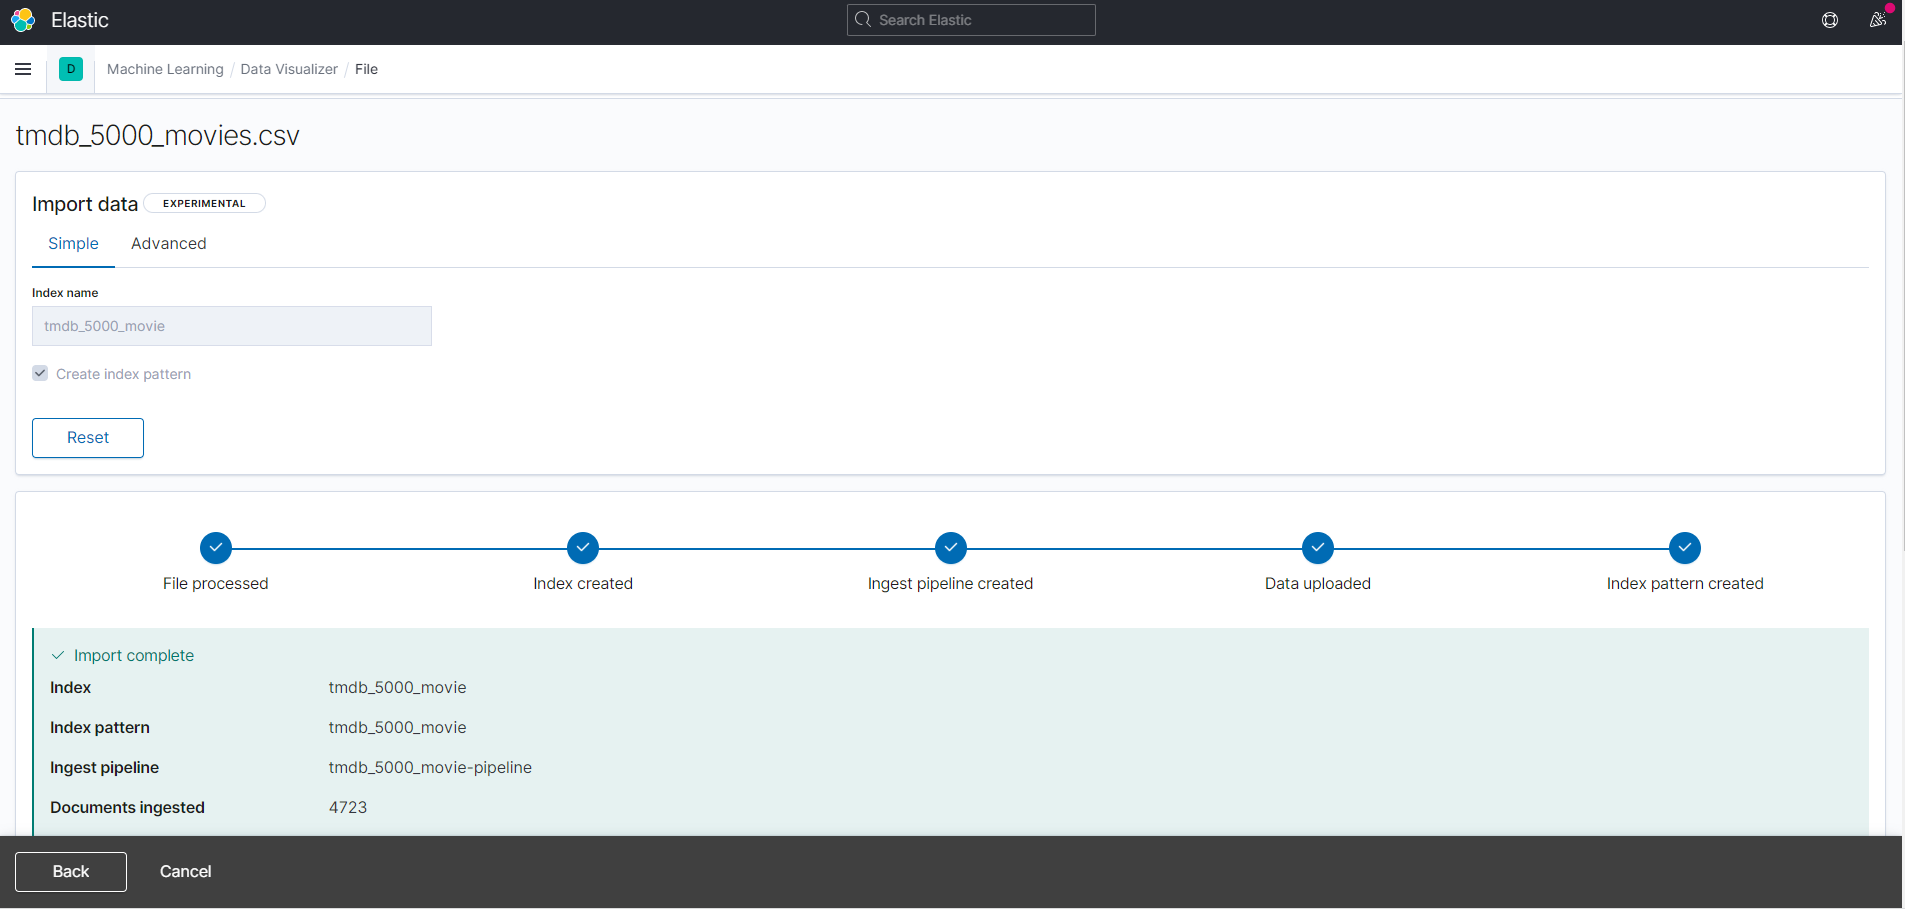 Elastic
Search Elastic
D
Machine Learning / Data Visualizer / File
tmdb_5000_movies.csv
Import data EXPERIMENTAL
Simple Advanced
Index name
tmdb_5000_movie
Create index pattern
Reset
File processed Index created Ingest pipeline created Data uploaded Index pattern created
Import complete
Index tmdb_5000_movie
Index pattern tmdb_5000_movie
Ingest pipeline tmdb_5000_movie-pipeline
Documents ingested 4723
Back Cancel